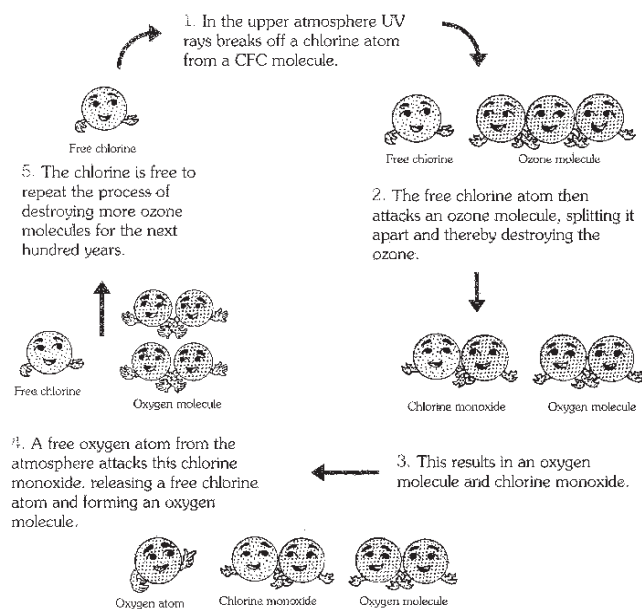 1. In the upper atmosphere UV
rays breaks off a chlorine atom
from a CFC molecule.
Free chlorine
Ozone molecule
2. The free chlorine atom then
attacks an ozone molecule, splitting it
apart and thereby destroying the
ozone.
Chlorine monoxide
Oxygen molecule
3. This results in an oxygen
molecule and chlorine monoxide.
Oxygen atom
Chlorine monoxide
Oxygen molecule
4. A free oxygen atom from the
atmosphere attacks this chlorine
monoxide, releasing a free chlorine
atom and forming an oxygen
molecule.
Free chlorine
Oxygen molecule
5. The chlorine is free to
repeat the process of
destroying more ozone
molecules for the next
hundred years.
Free chlorine